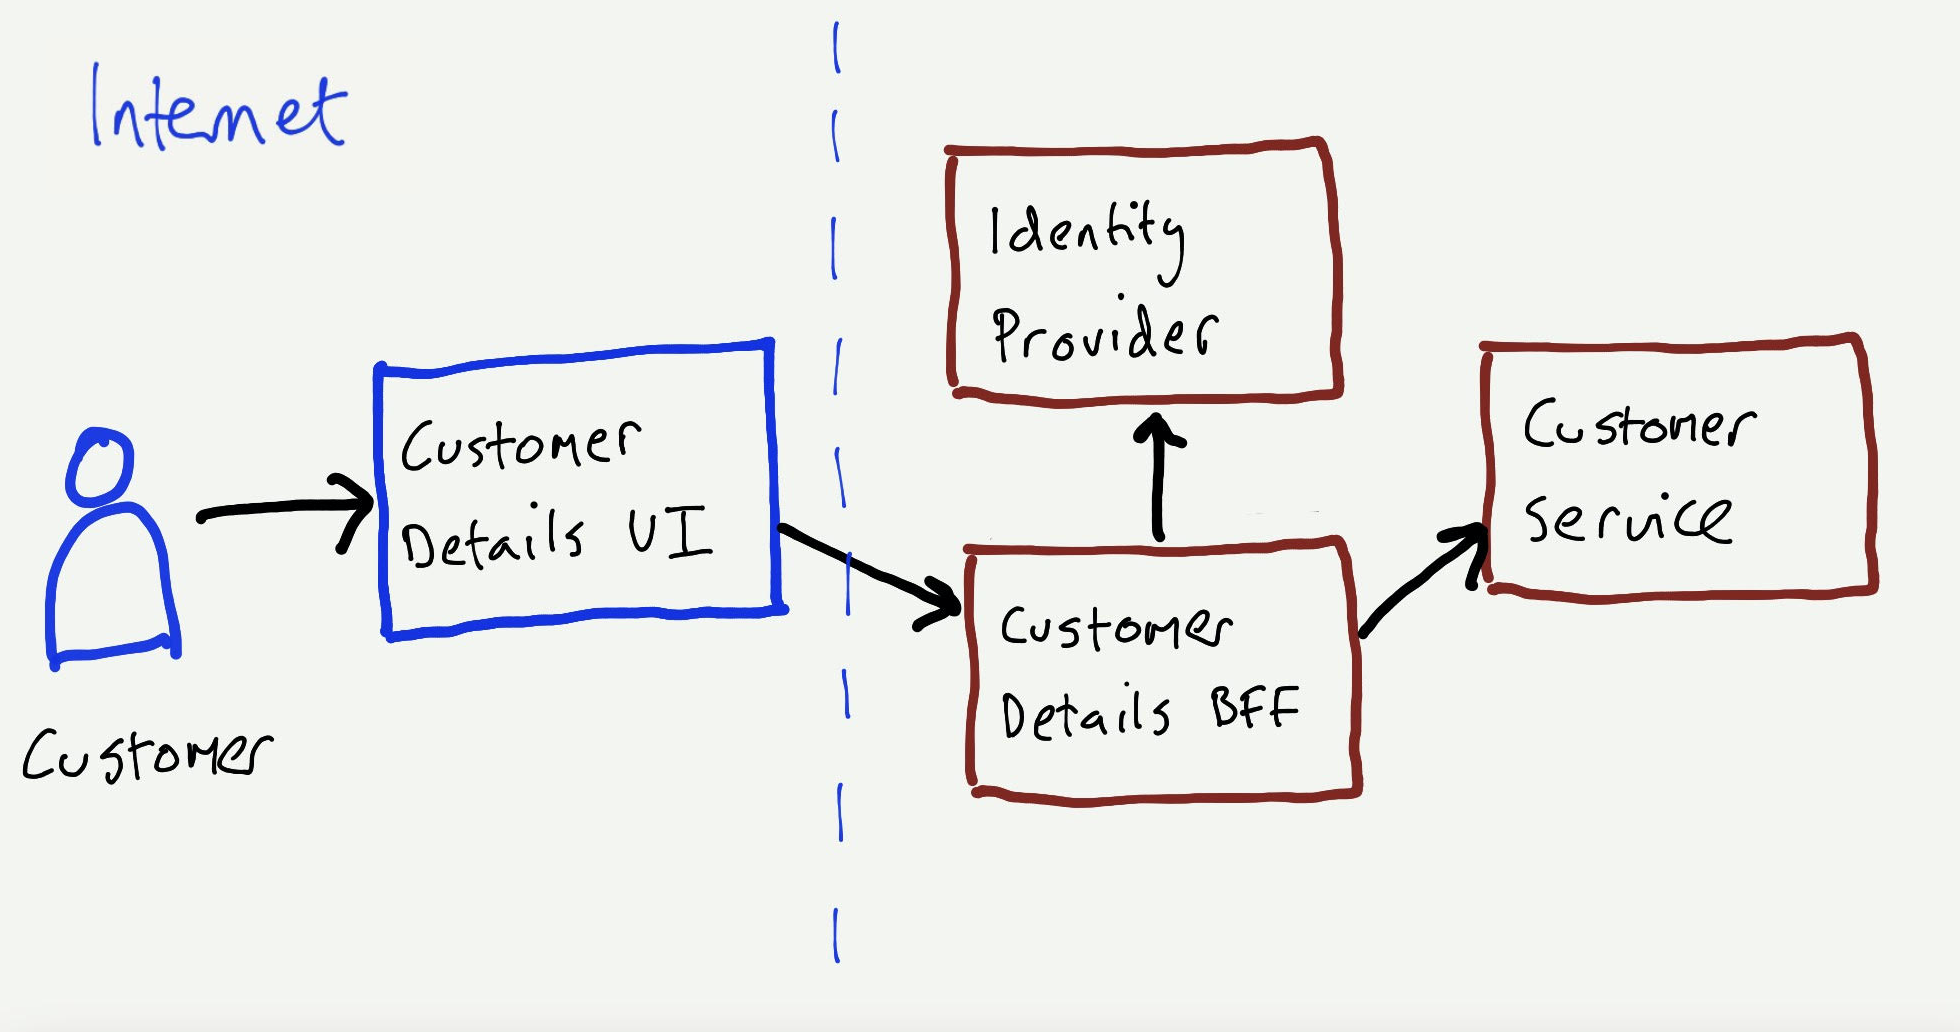 Internet
Identity
Provider
Customer
Details UI
Customer
Service
Customer
Details BFF
Customer